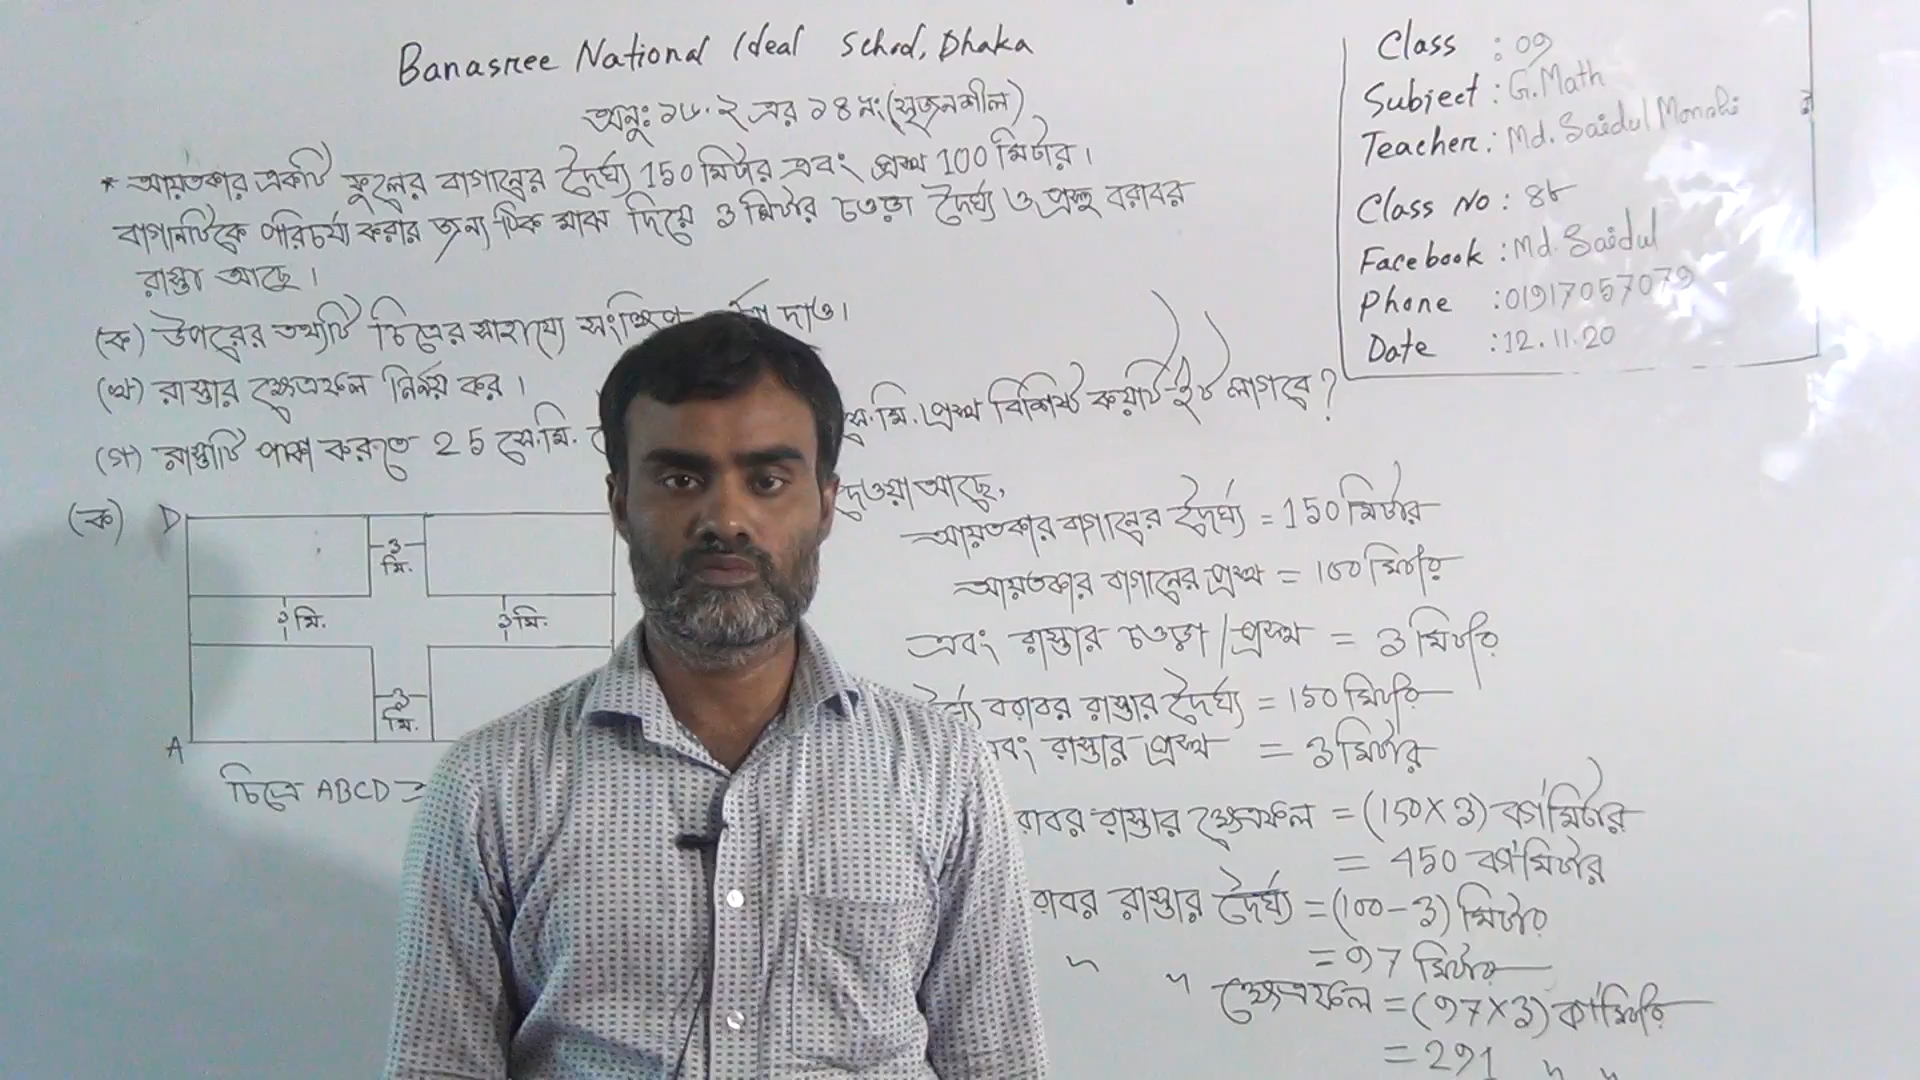 Banasree National Ideal School, Dhaka
অনু: ১৬.২ এর ১৪ নং (সৃজনশীল)
* আয়তকার একটি ফুলের বাগানের দৈর্ঘ্য 150 মিটার এবং প্রস্থ 100 মিটার।
বাগানটিকে পরিচর্যা করার জন্য ঠিক মাঝ দিয়ে 3 মিটার চওড়া দৈর্ঘ্য ও প্রস্থ বরাবর
রাস্তা আছে।
(ক) উপরের তথ্যটি চিত্রের সাহায্যে সংক্ষিপ্ত দাও।
(খ) রাস্তার ক্ষেত্রফল নির্ণয় কর।
(গ) রাস্তাটি পাকা করতে 25 সে.মি. সে.মি. প্রস্থ বিশিষ্ট কয়টি ইট লাগবে?
Class : 09
Subject : G. Math
Teacher : Md. Saidul Monshi
Class No : 48
Facebook : Md. Saidul
Phone : 01917057079
Date : 12.11.20
(ক) D
3
মি.
3 মি.
3 মি.
3
মি.
A
চিত্রে ABCD
দেওয়া আছে,
আয়তকার বাগানের দৈর্ঘ্য = 150 মিটার
আয়তকার বাগানের প্রস্থ = 100 মিটার
এবং রাস্তার চওড়া/প্রস্থ = 3 মিটার
বরাবর রাস্তার দৈর্ঘ্য = 150 মিটার
এবং রাস্তার প্রস্থ = 3 মিটার
বরাবর রাস্তার ক্ষেত্রফল = (150 × 3) বর্গমিটার
= 450 বর্গমিটার
বরাবর রাস্তার দৈর্ঘ্য = (100 - 3) মিটার
= 97 মিটার
" " ক্ষেত্রফল = (97 × 3) বর্গমিটার
= 291 " "